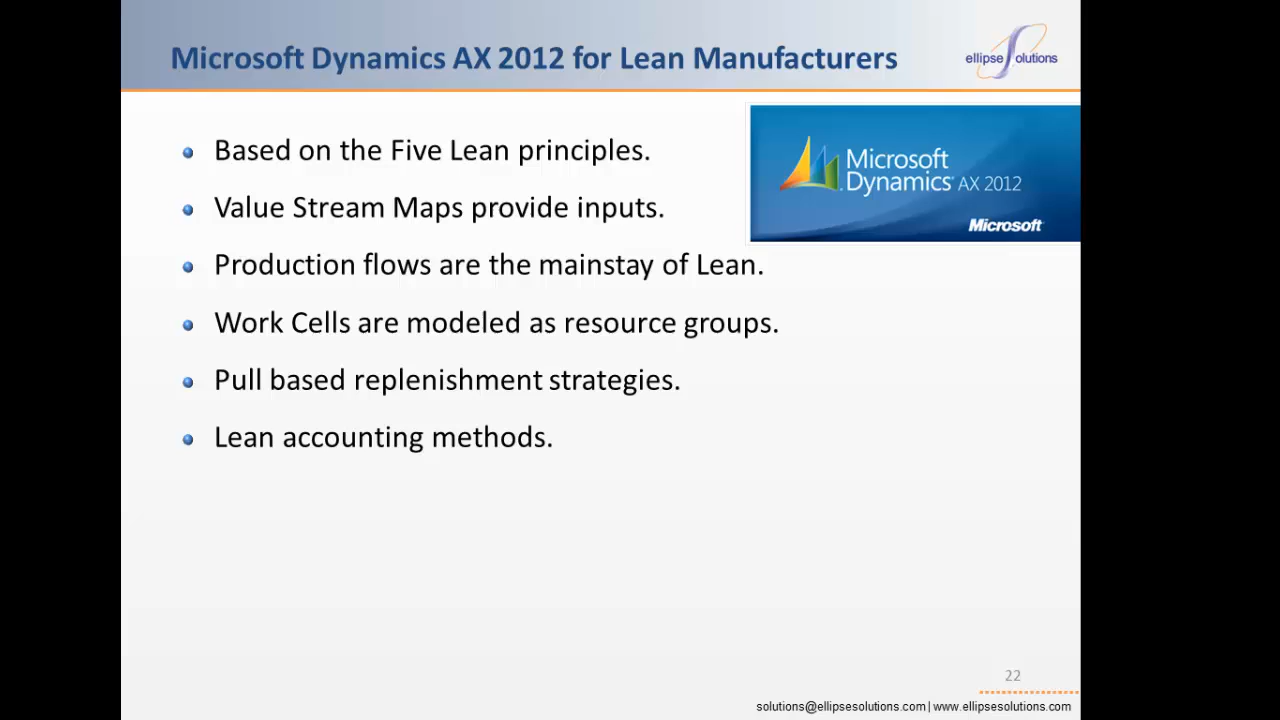 Microsoft Dynamics AX 2012 for Lean Manufacturers
ellipse Solutions
Based on the Five Lean principles.
Value Stream Maps provide inputs.
Production flows are the mainstay of Lean.
Work Cells are modeled as resource groups.
Pull based replenishment strategies.
Lean accounting methods.
Microsoft
Dynamics AX 2012
Microsoft
22
solutions@ellipsesolutions.com | www.ellipsesolutions.com